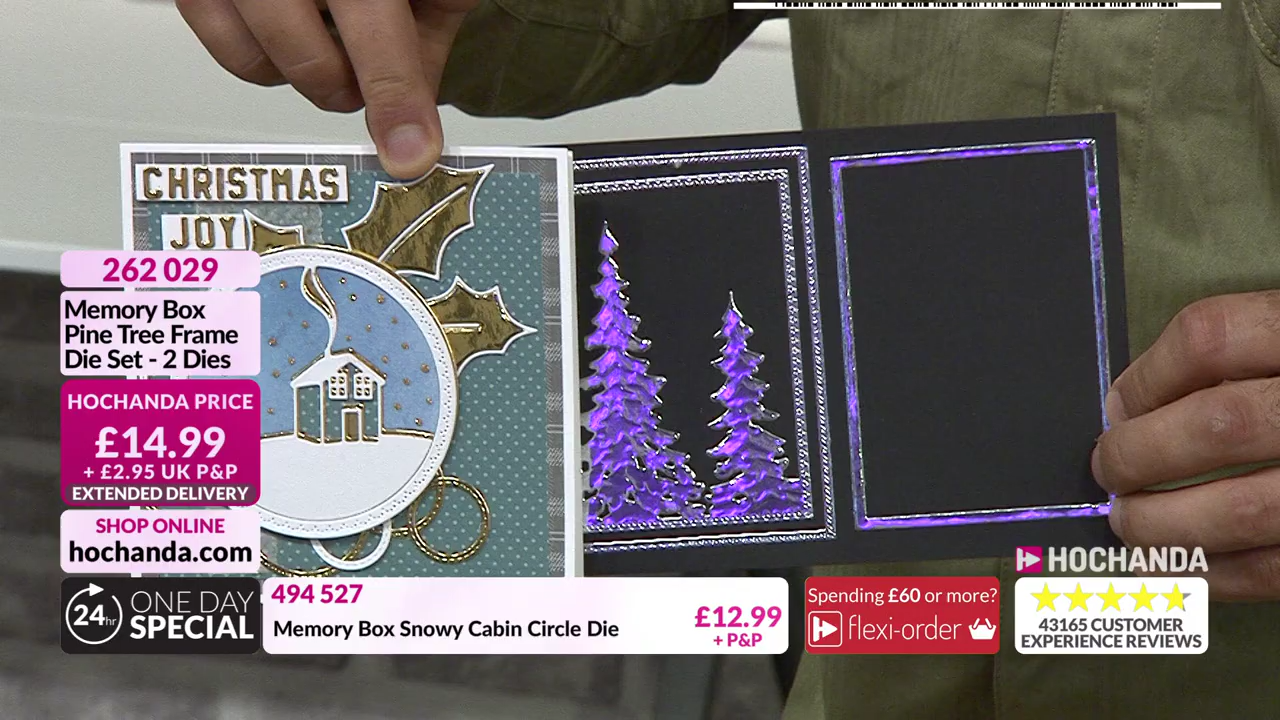 CHRISTMAS
JOY
262 029
Memory Box
Pine Tree Frame
Die Set - 2 Dies
HOCHANDA PRICE
£14.99
+ £2.95 UK P&P
EXTENDED DELIVERY
SHOP ONLINE
hochanda.com
24hr ONE DAY SPECIAL
494 527
Memory Box Snowy Cabin Circle Die
£12.99
+ P&P
Spending £60 or more?
flexi-order
HOCHANDA
43165 CUSTOMER
EXPERIENCE REVIEWS